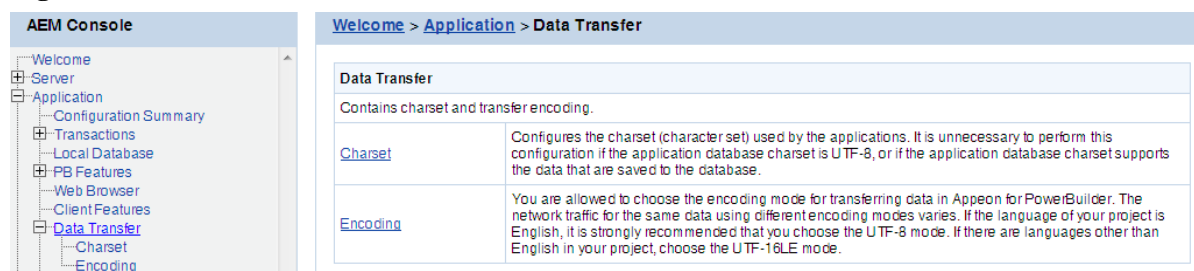 AEM Console
Welcome > Application > Data Transfer
Welcome
Server
Application
Configuration Summary
Transactions
Local Database
PB Features
Web Browser
Client Features
Data Transfer
Charset
Encoding
Data Transfer
Contains charset and transfer encoding.
Charset
Configures the charset (character set) used by the applications. It is unnecessary to perform this
configuration if the application database charset is UTF-8, or if the application database charset supports
the data that are saved to the database.
Encoding
You are allowed to choose the encoding mode for transferring data in Appeon for PowerBuilder. The
network traffic for the same data using different encoding modes varies. If the language of your project is
English, it is strongly recommended that you choose the UTF-8 mode. If there are languages other than
English in your project, choose the UTF-16LE mode.